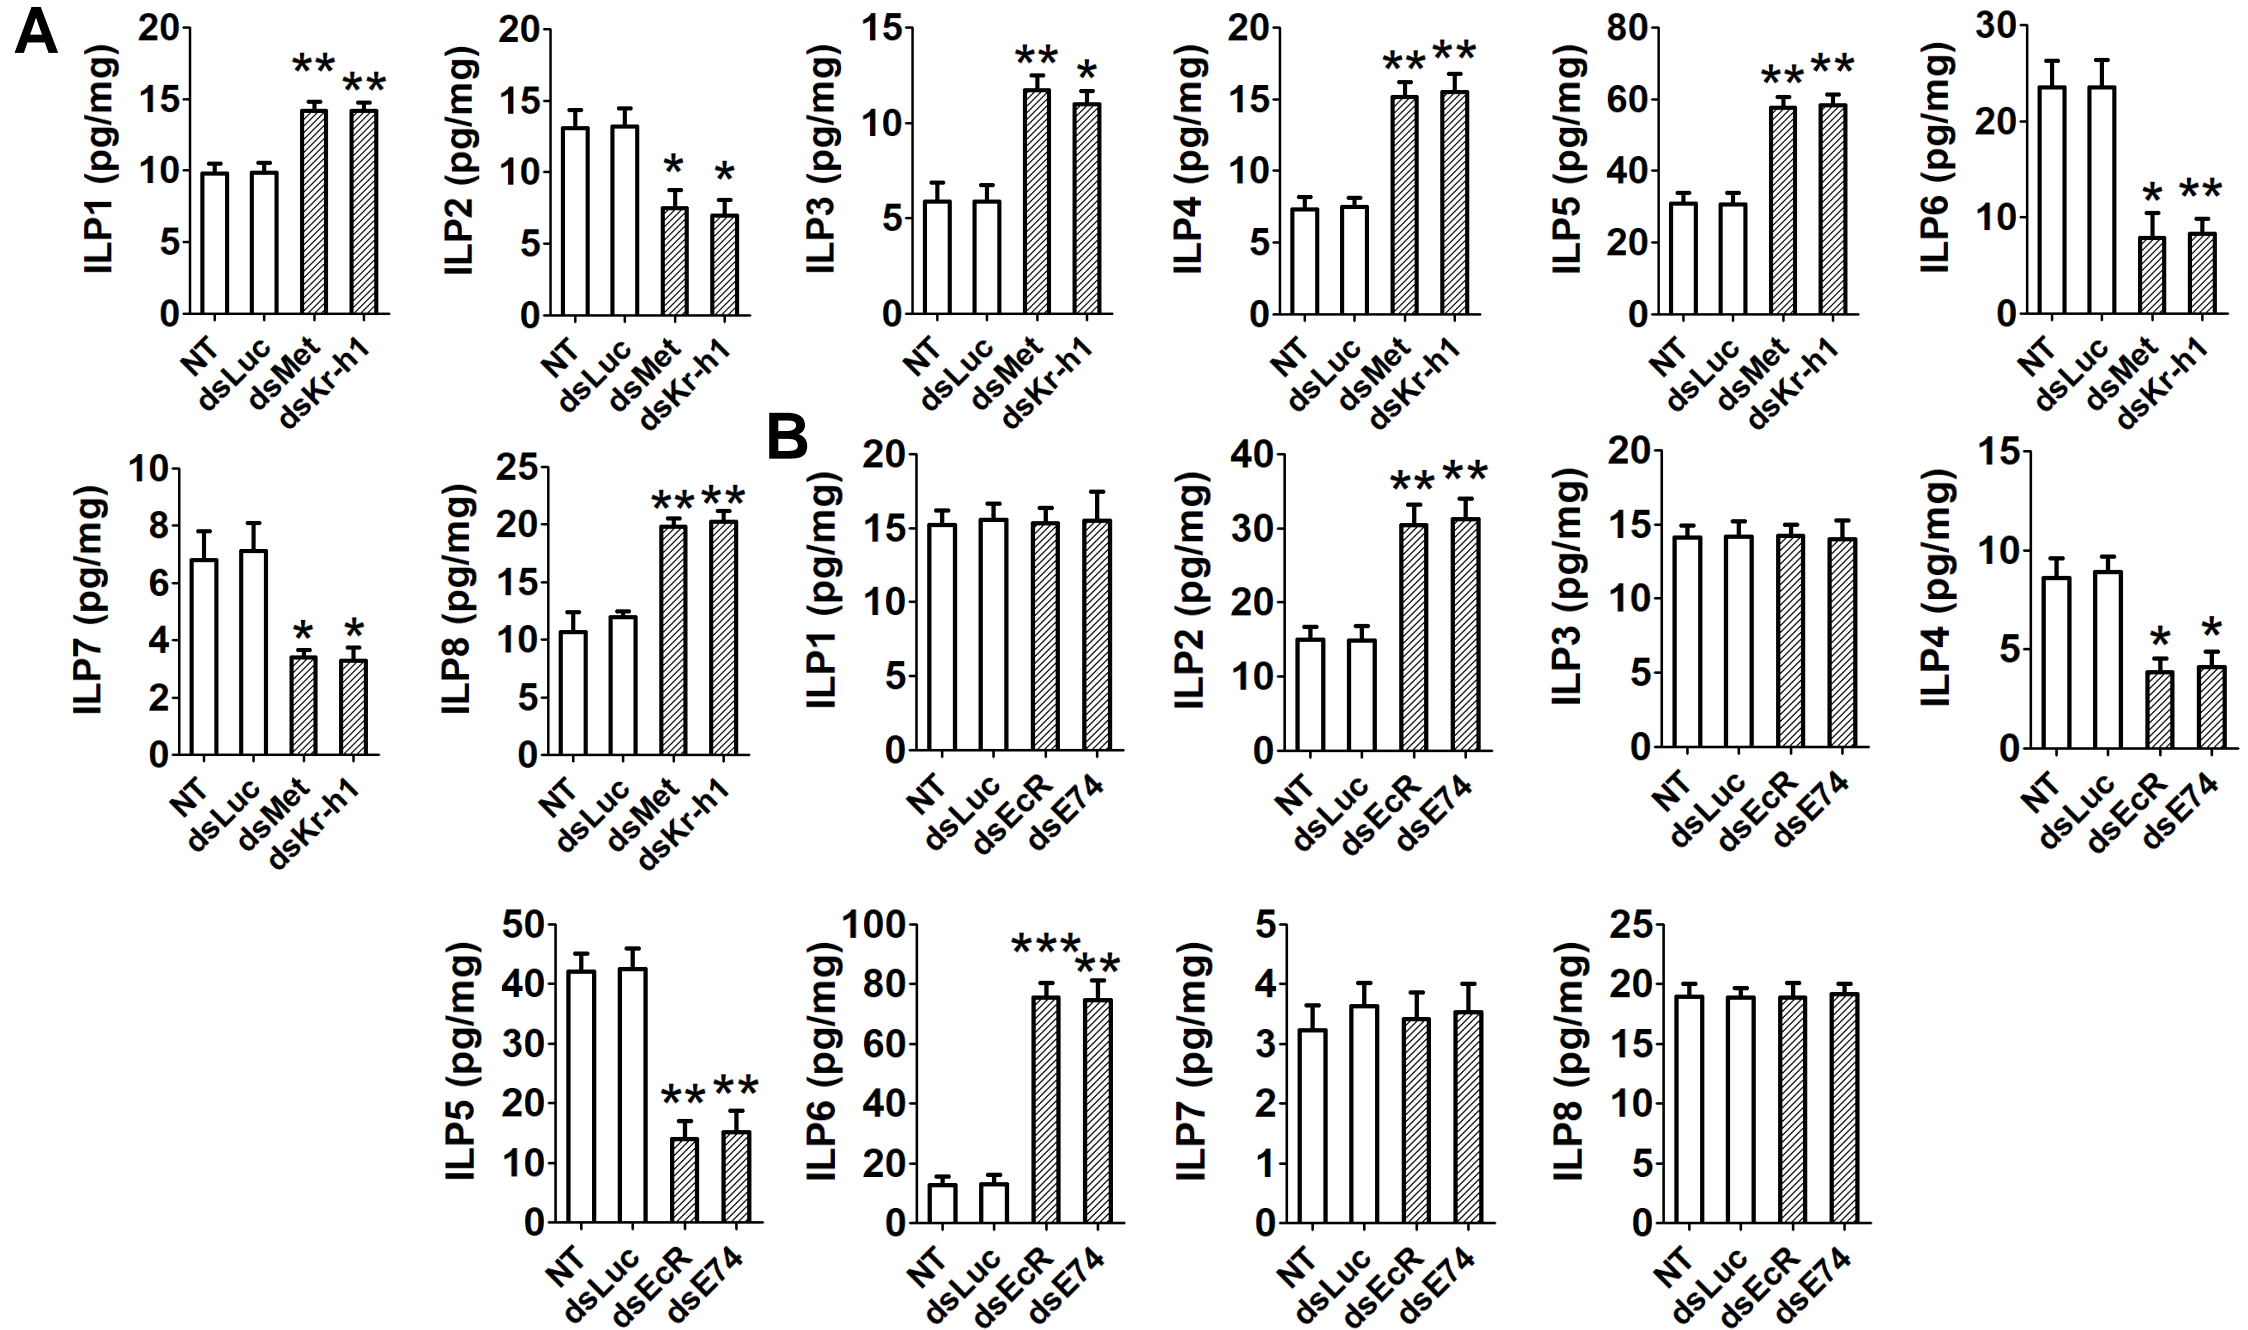 A
ILP1 (pg/mg)
20
15
10
5
0
**
**
NT
dsLuc
dsMet
dsKr-h1
ILP2 (pg/mg)
20
15
10
5
0
*
*
NT
dsLuc
dsMet
dsKr-h1
ILP3 (pg/mg)
15
10
5
0
**
*
NT
dsLuc
dsMet
dsKr-h1
ILP4 (pg/mg)
20
15
10
5
0
**
**
NT
dsLuc
dsMet
dsKr-h1
ILP5 (pg/mg)
80
60
40
20
0
**
**
NT
dsLuc
dsMet
dsKr-h1
ILP6 (pg/mg)
30
20
10
0
*
**
NT
dsLuc
dsMet
dsKr-h1
ILP7 (pg/mg)
10
8
6
4
2
0
*
*
NT
dsLuc
dsMet
dsKr-h1
ILP8 (pg/mg)
25
20
15
10
5
0
**
**
NT
dsLuc
dsMet
dsKr-h1
B
ILP1 (pg/mg)
20
15
10
5
0
NT
dsLuc
dsEcR
dsE74
ILP2 (pg/mg)
40
30
20
10
0
**
**
NT
dsLuc
dsEcR
dsE74
ILP3 (pg/mg)
20
15
10
5
0
NT
dsLuc
dsEcR
dsE74
ILP4 (pg/mg)
15
10
5
0
*
*
NT
dsLuc
dsEcR
dsE74
ILP5 (pg/mg)
50
40
30
20
10
0
**
**
NT
dsLuc
dsEcR
dsE74
ILP6 (pg/mg)
100
80
60
40
20
0
***
**
NT
dsLuc
dsEcR
dsE74
ILP7 (pg/mg)
5
4
3
2
1
0
NT
dsLuc
dsEcR
dsE74
ILP8 (pg/mg)
25
20
15
10
5
0
NT
dsLuc
dsEcR
dsE74